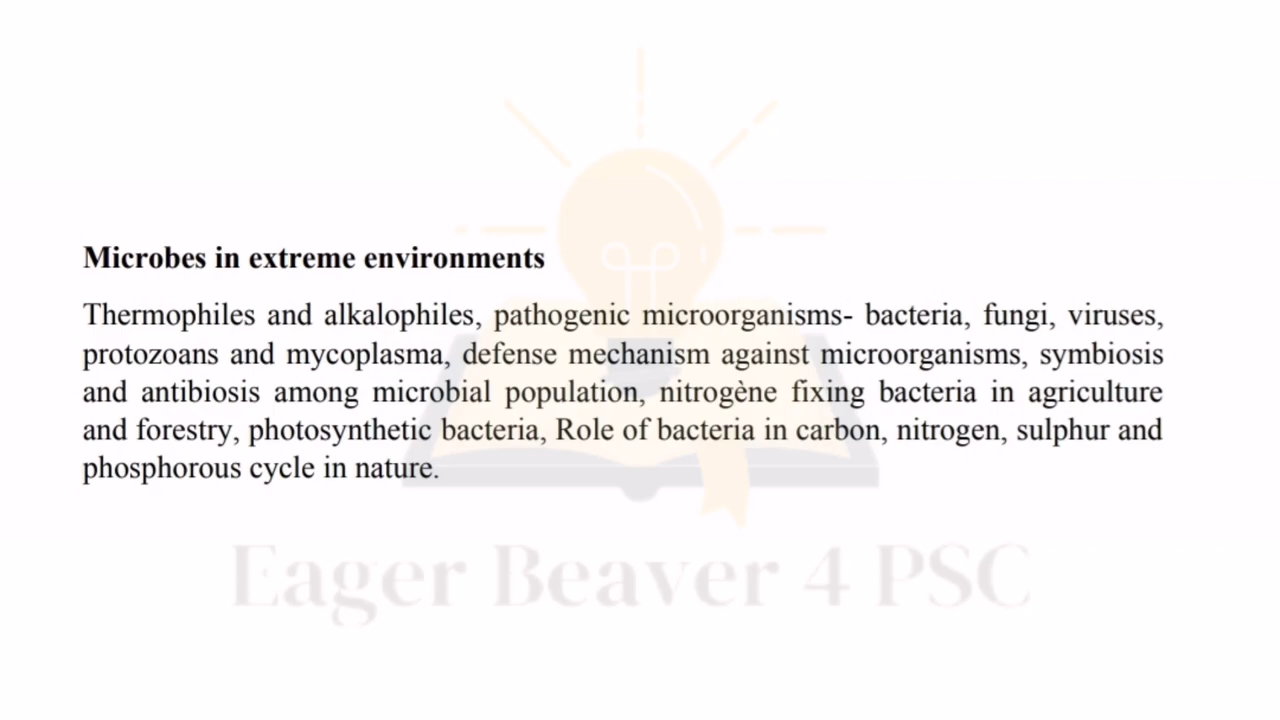 Microbes in extreme environments
Thermophiles and alkalophiles, pathogenic microorganisms- bacteria, fungi, viruses,
protozoans and mycoplasma, defense mechanism against microorganisms, symbiosis
and antibiosis among microbial population, nitrogène fixing bacteria in agriculture
and forestry, photosynthetic bacteria, Role of bacteria in carbon, nitrogen, sulphur and
phosphorous cycle in nature.
Eager Beaver 4 PSC